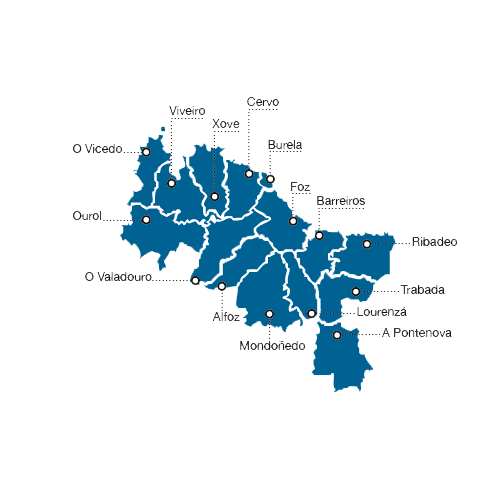 Cervo
Viveiro
Xove
O Vicedo
Burela
Foz
Barreiros
Ourol
Ribadeo
O Valadouro
Trabada
Alfoz
Lourenzá
A Pontenova
Mondoñedo